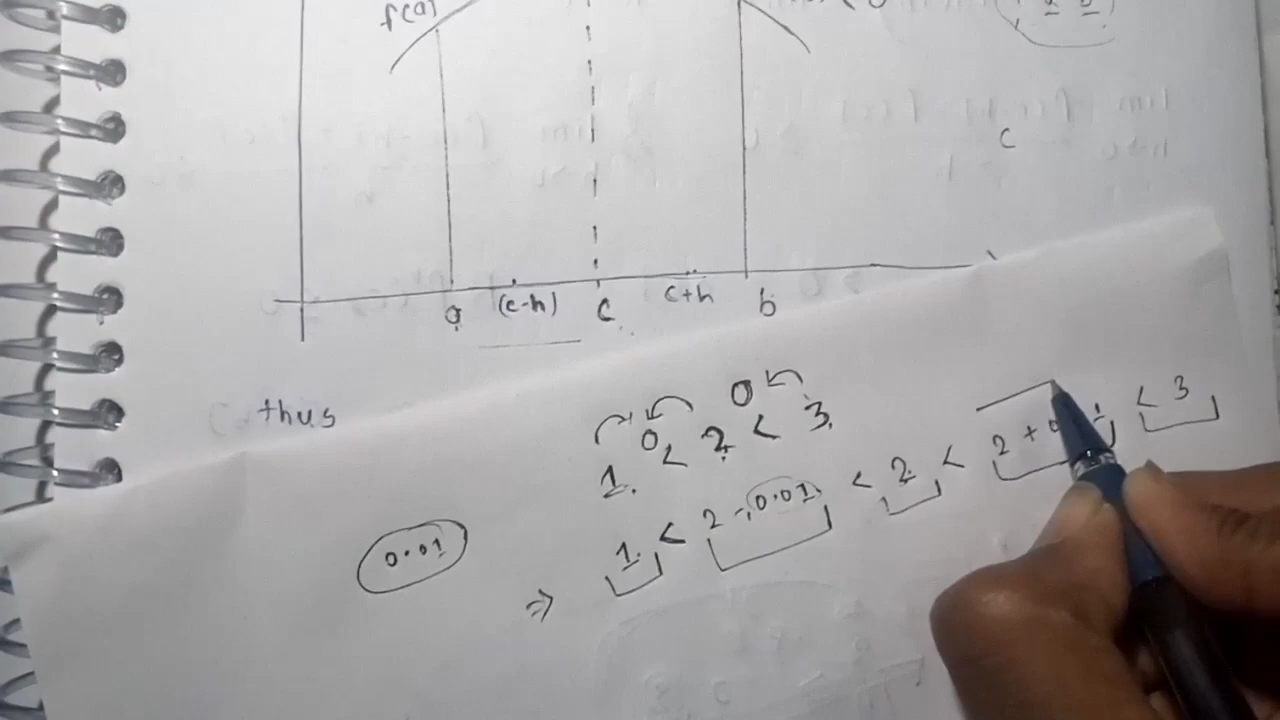 f(a)
c
a (c-h) c c+h b
thus
0 0
1. < 2 < 3.
0.01
⇒ 1. < 2 - 0.01 < 2 < 2 + < 3